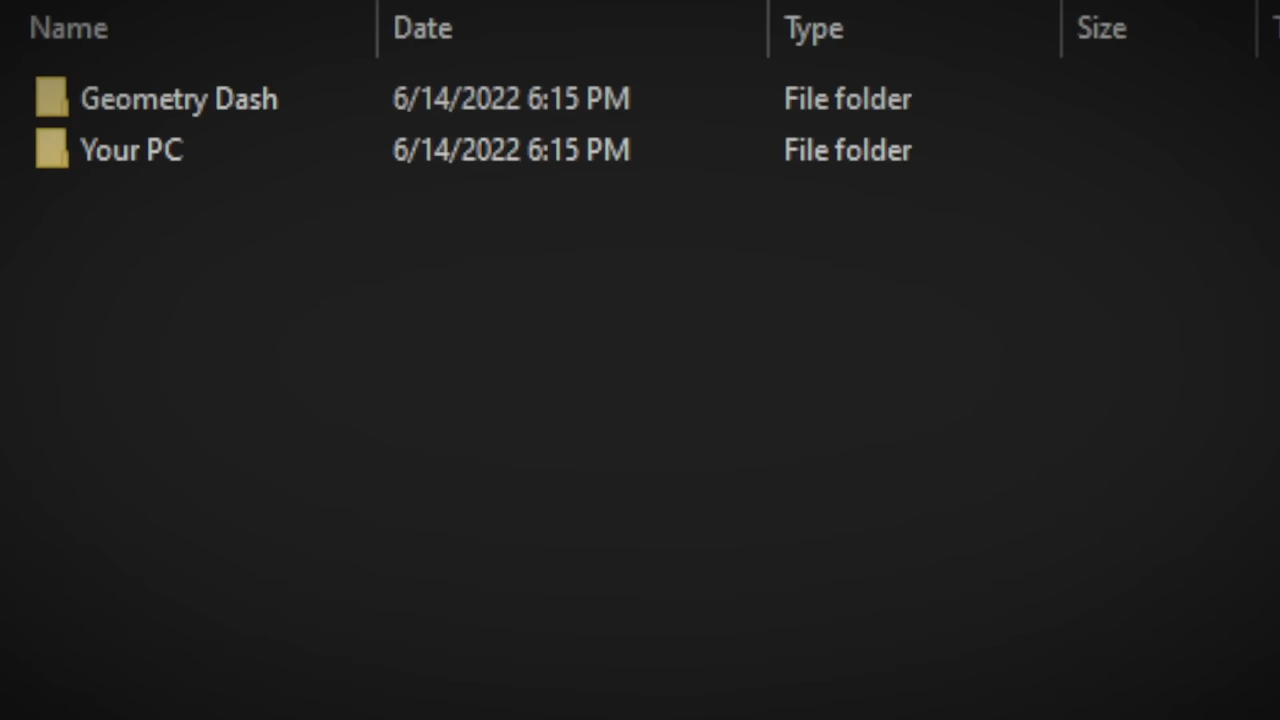 Name Date Type Size
Geometry Dash 6/14/2022 6:15 PM File folder
Your PC 6/14/2022 6:15 PM File folder